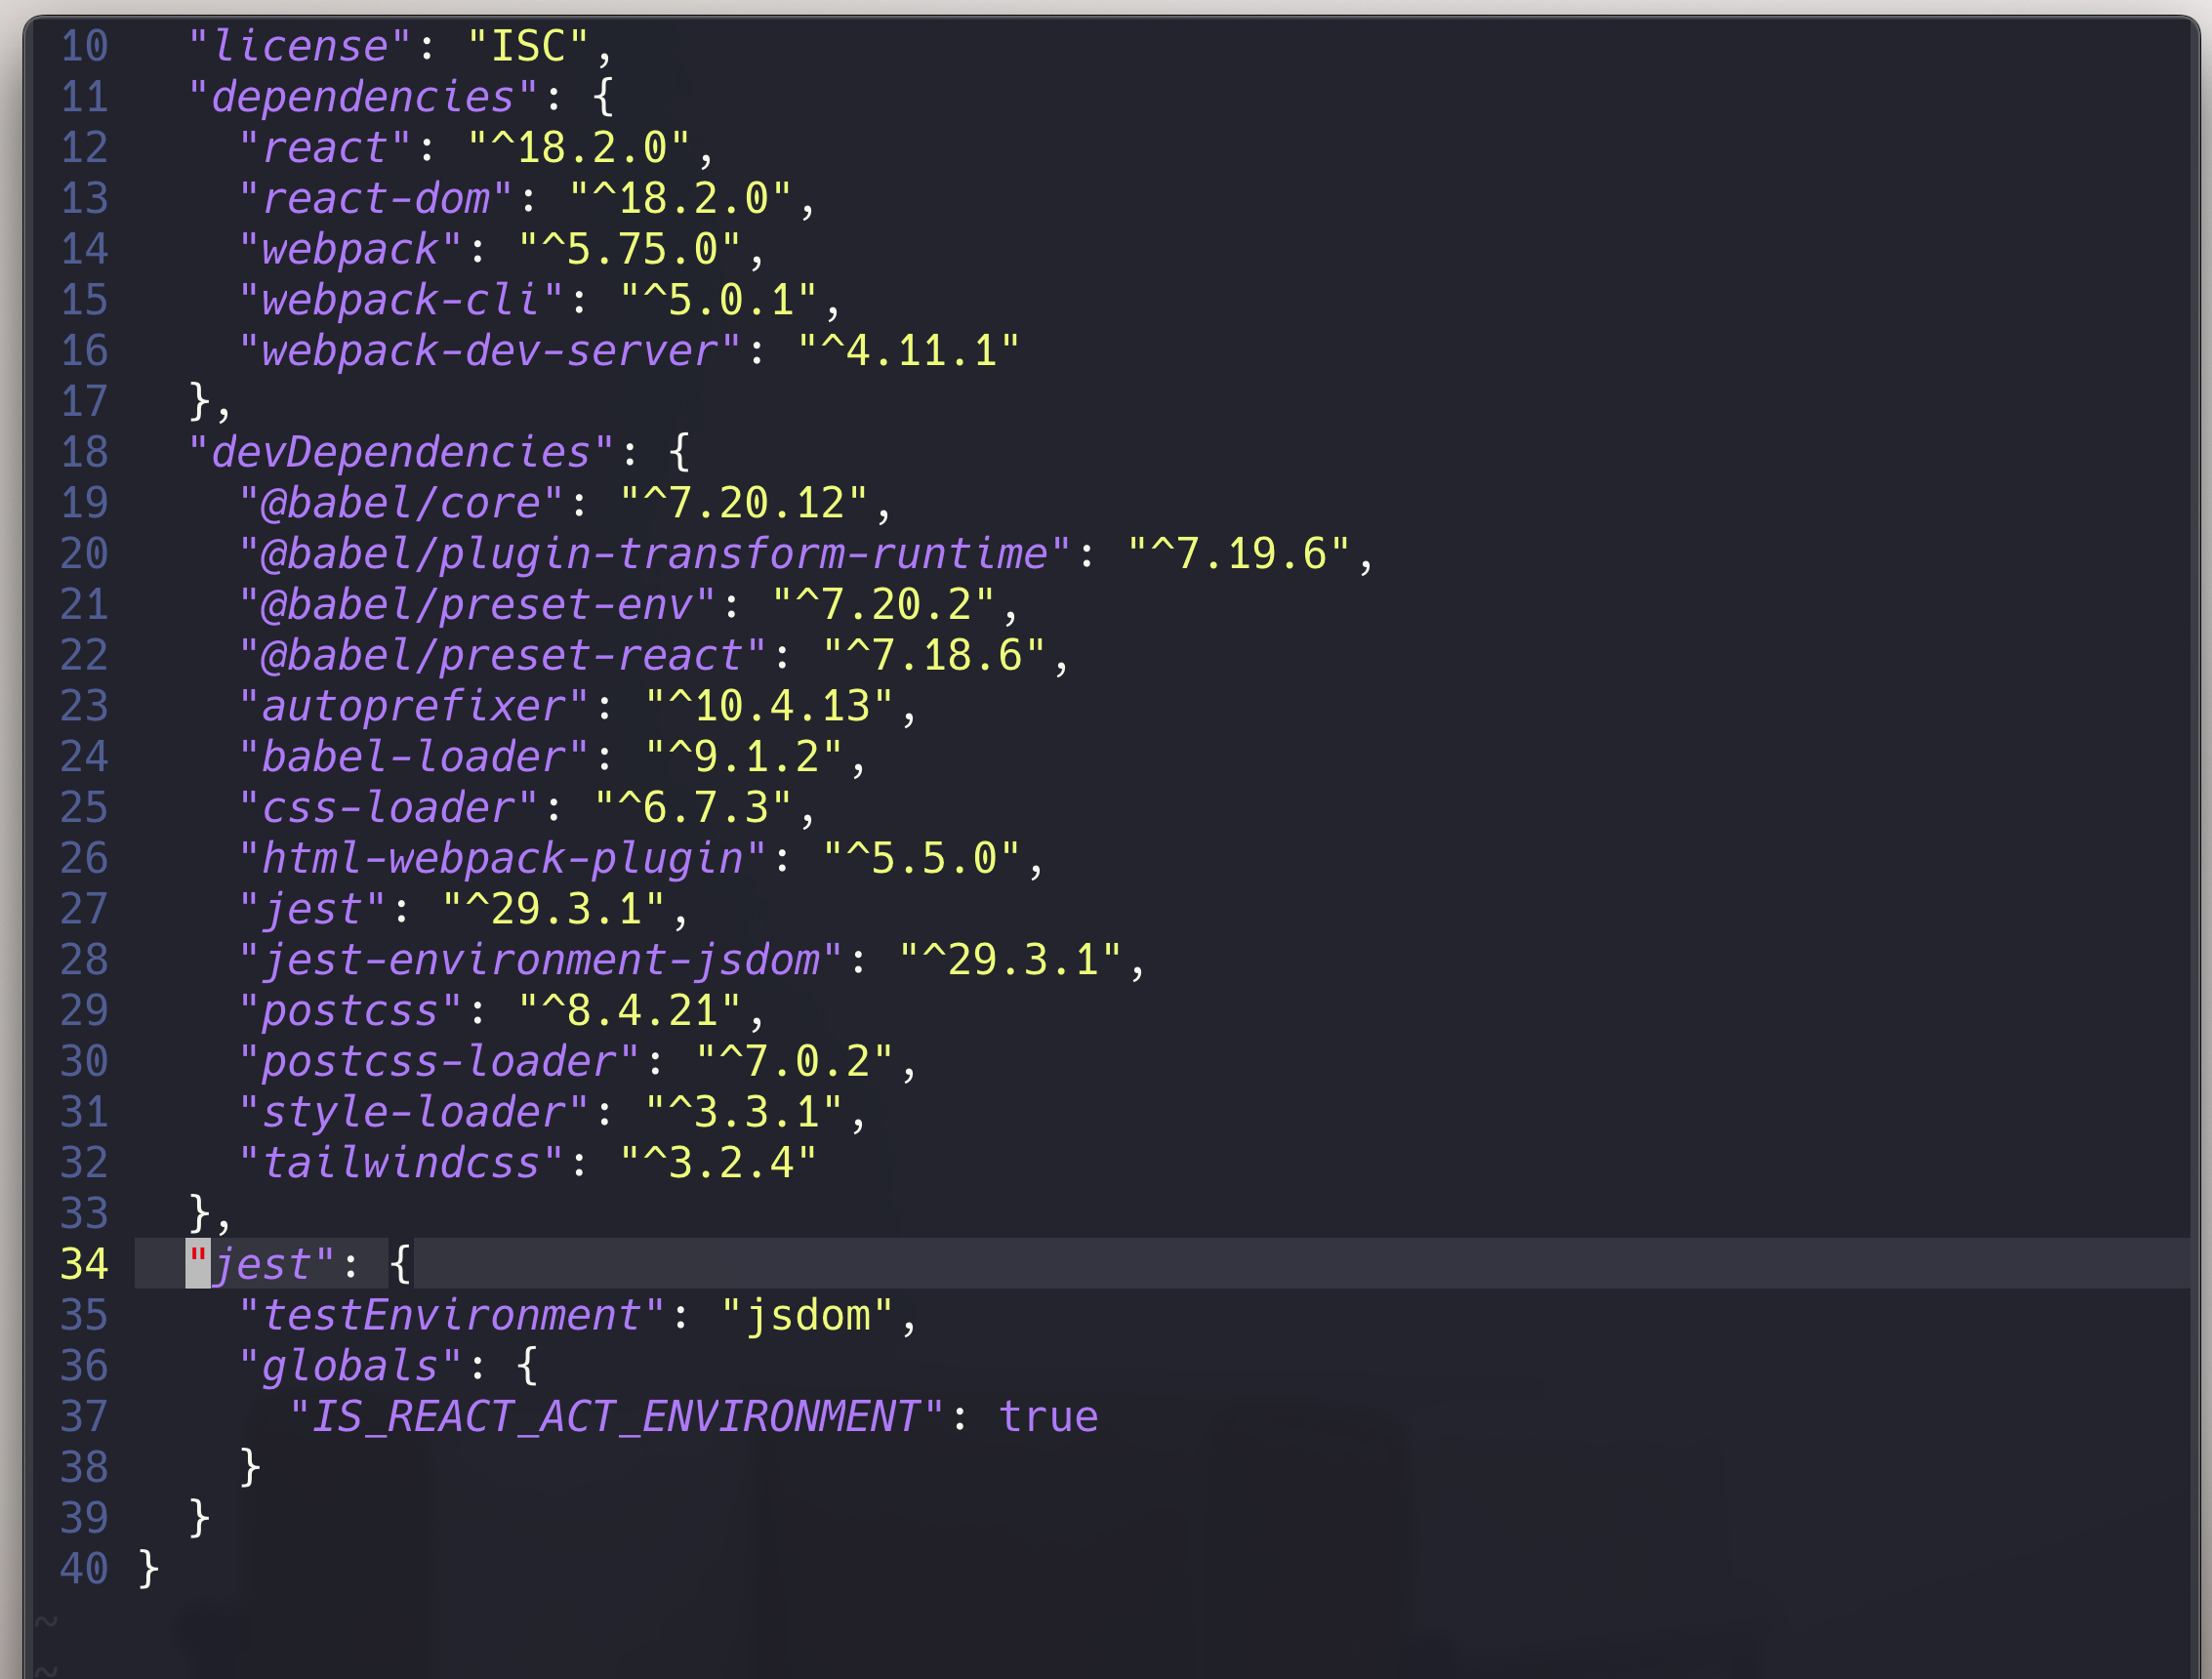 10 "license": "ISC",
11 "dependencies": {
12 "react": "^18.2.0",
13 "react-dom": "^18.2.0",
14 "webpack": "^5.75.0",
15 "webpack-cli": "^5.0.1",
16 "webpack-dev-server": "^4.11.1"
17 },
18 "devDependencies": {
19 "@babel/core": "^7.20.12",
20 "@babel/plugin-transform-runtime": "^7.19.6",
21 "@babel/preset-env": "^7.20.2",
22 "@babel/preset-react": "^7.18.6",
23 "autoprefixer": "^10.4.13",
24 "babel-loader": "^9.1.2",
25 "css-loader": "^6.7.3",
26 "html-webpack-plugin": "^5.5.0",
27 "jest": "^29.3.1",
28 "jest-environment-jsdom": "^29.3.1",
29 "postcss": "^8.4.21",
30 "postcss-loader": "^7.0.2",
31 "style-loader": "^3.3.1",
32 "tailwindcss": "^3.2.4"
33 },
34 "jest": {
35 "testEnvironment": "jsdom",
36 "globals": {
37 "IS_REACT_ACT_ENVIRONMENT": true
38 }
39 }
40 }
~
~